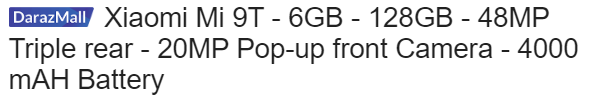 DarazMall Xiaomi Mi 9T - 6GB - 128GB - 48MP
Triple rear - 20MP Pop-up front Camera - 4000
mAH Battery